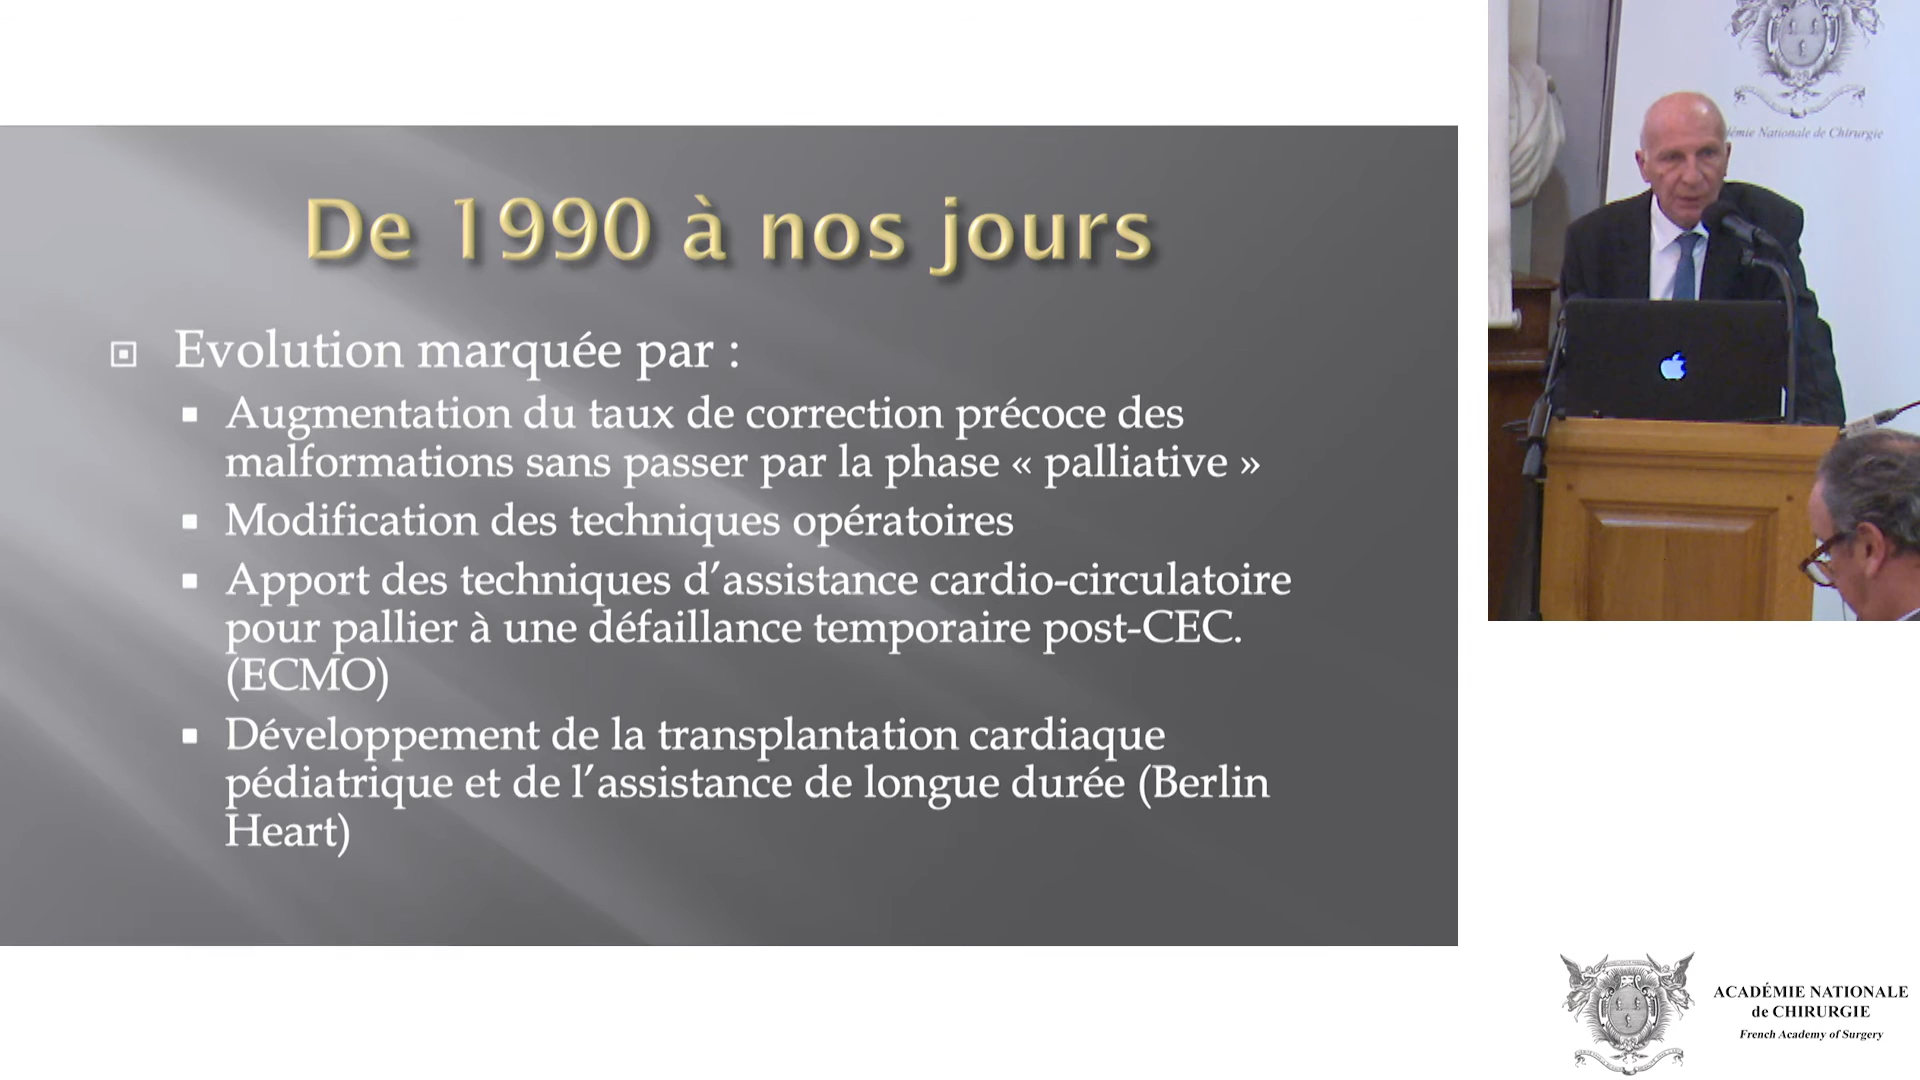 De 1990 à nos jours
Evolution marquée par :
Augmentation du taux de correction précoce des
malformations sans passer par la phase « palliative »
Modification des techniques opératoires
Apport des techniques d’assistance cardio-circulatoire
pour pallier à une défaillance temporaire post-CEC.
(ECMO)
Développement de la transplantation cardiaque
pédiatrique et de l’assistance de longue durée (Berlin
Heart)
Nationale de Chirurgie
ACADÉMIE NATIONALE
de CHIRURGIE
French Academy of Surgery